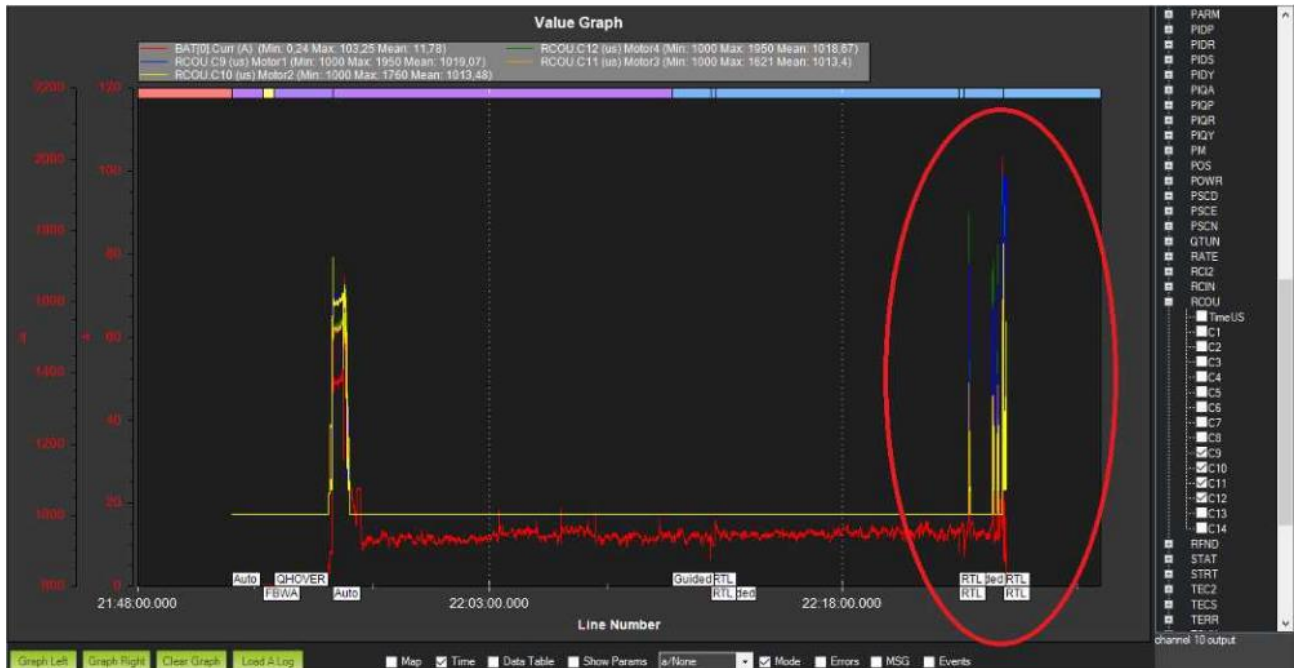 Value Graph
BAT[0].Curr (A) (Min: 0,24 Max: 103,25 Mean: 11,78)
RCOU.C12 (us) Motor4 (Min: 1000 Max: 1950 Mean: 1018,67)
RCOU.C9 (us) Motor1 (Min: 1000 Max: 1950 Mean: 1019,07)
RCOU.C11 (us) Motor3 (Min: 1000 Max: 1621 Mean: 1013,4)
RCOU.C10 (us) Motor2 (Min: 1000 Max: 1760 Mean: 1013,48)
2200
2000
1800
1600
1400
1200
1000
800
120
100
80
60
40
20
0
Auto
QHOVER
FBWA
Auto
Guided
RTL
RTL
ded
RTL
ded
RTL
RTL
RTL
21:48:00.000
22:03:00.000
22:18:00.000
Line Number
PARM
PIDP
PIDR
PIDS
PIDY
PIQA
PIQP
PIQR
PIQY
PM
POS
POWR
PSCD
PSCE
PSCN
QTUN
RATE
RCI2
RCIN
RCOU
TimeUS
C1
C2
C3
C4
C5
C6
C7
C8
C9
C10
C11
C12
C13
C14
RFND
STAT
STRT
TEC2
TECS
TERR
channel 10 output
Graph Left
Graph Right
Clear Graph
Load A Log
Map
Time
Data Table
Show Params
a/None
Mode
Errors
MSG
Events